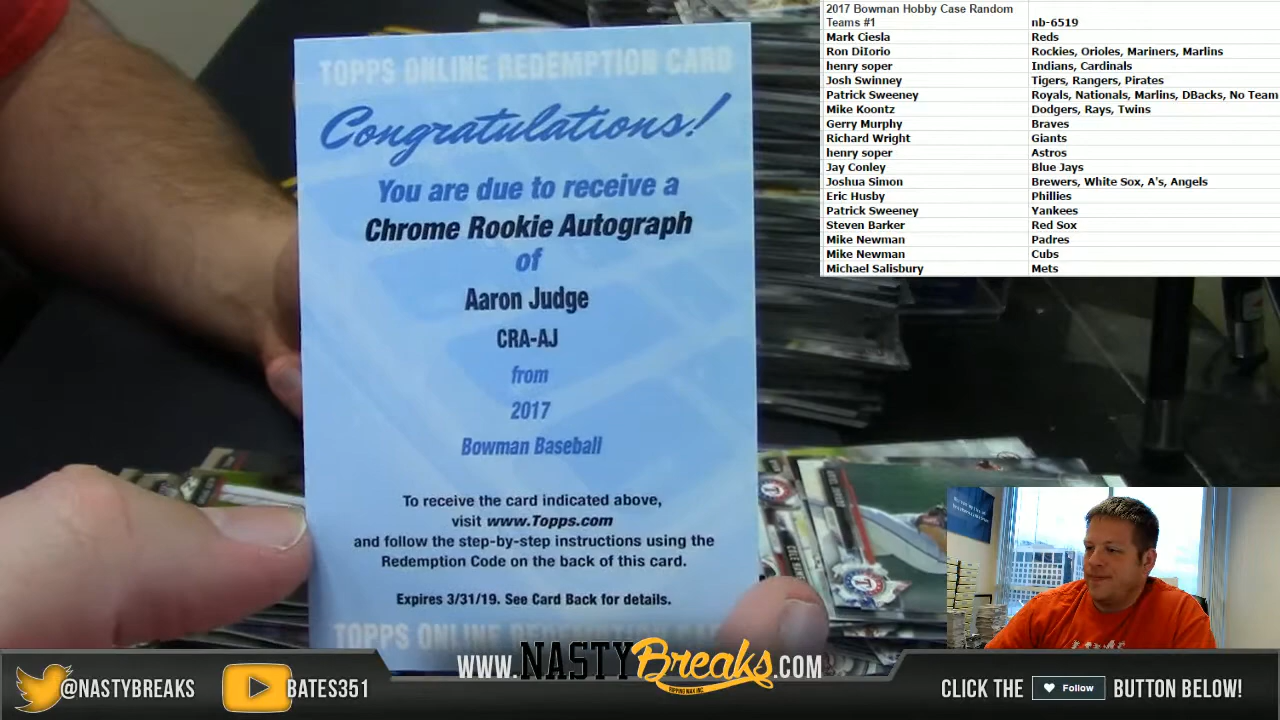 TOPPS ONLINE REDEMPTION CARD
Congratulations!
You are due to receive a
Chrome Rookie Autograph
of
Aaron Judge
CRA-AJ
from
2017
Bowman Baseball
To receive the card indicated above,
visit www.Topps.com
and follow the step-by-step instructions using the
Redemption Code on the back of this card.
Expires 3/31/19. See Card Back for details.
TOPPS ONLINE REDEMPTION
2017 Bowman Hobby Case Random
Teams #1 nb-6519
Mark Ciesla Reds
Ron DiIorio Rockies, Orioles, Mariners, Marlins
henry soper Indians, Cardinals
Josh Swinney Tigers, Rangers, Pirates
Patrick Sweeney Royals, Nationals, Marlins, DBacks, No Team
Mike Koontz Dodgers, Rays, Twins
Gerry Murphy Braves
Richard Wright Giants
henry soper Astros
Jay Conley Blue Jays
Joshua Simon Brewers, White Sox, A's, Angels
Eric Husby Phillies
Patrick Sweeney Yankees
Steven Barker Red Sox
Mike Newman Padres
Mike Newman Cubs
Michael Salisbury Mets
@NASTYBREAKS
BATES351
WWW.NASTYBreaks.COM
CLICK THE Follow BUTTON BELOW!